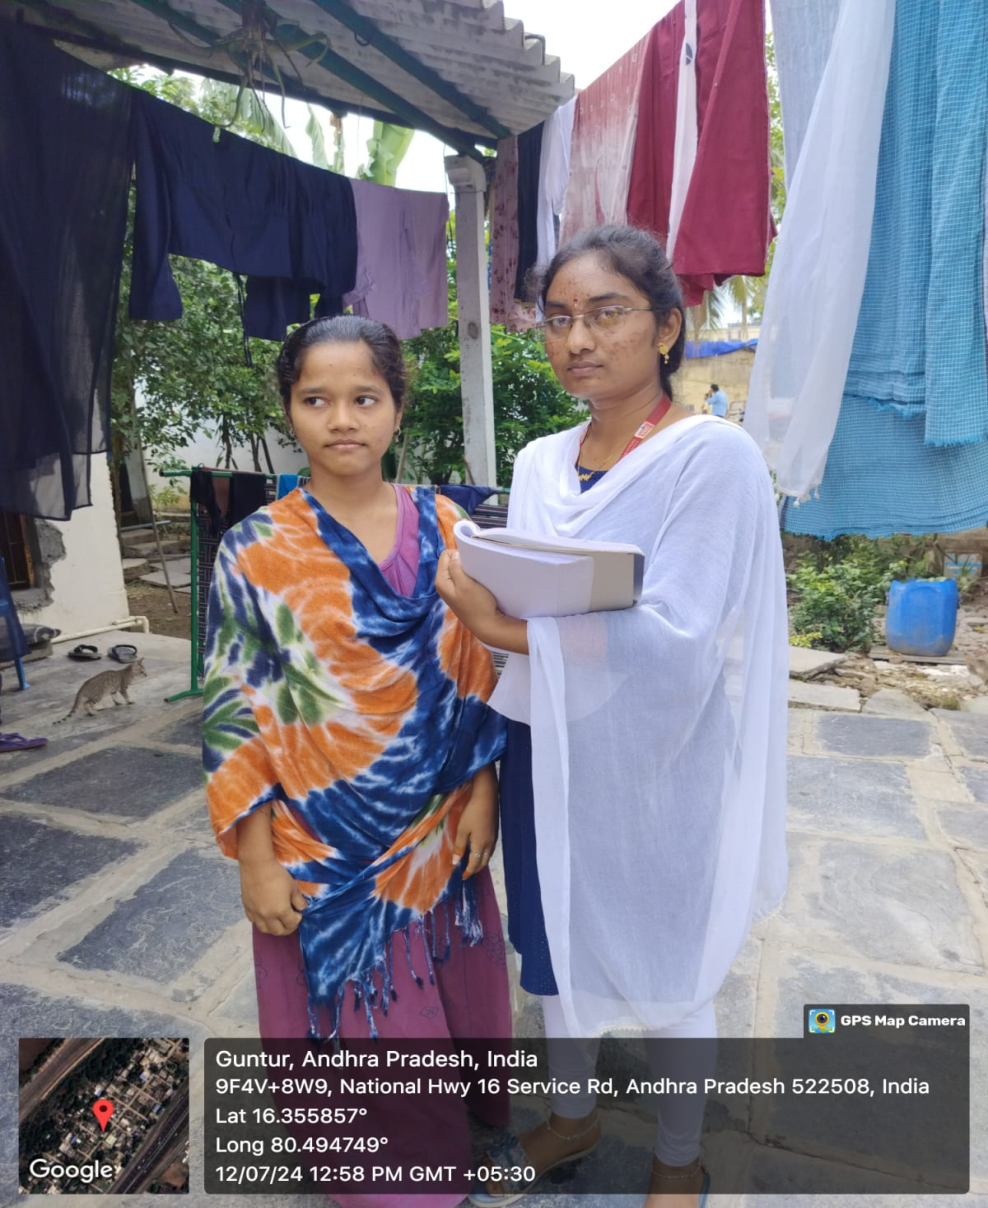 GPS Map Camera
Guntur, Andhra Pradesh, India
9F4V+8W9, National Hwy 16 Service Rd, Andhra Pradesh 522508, India
Lat 16.355857°
Long 80.494749°
12/07/24 12:58 PM GMT +05:30
Google